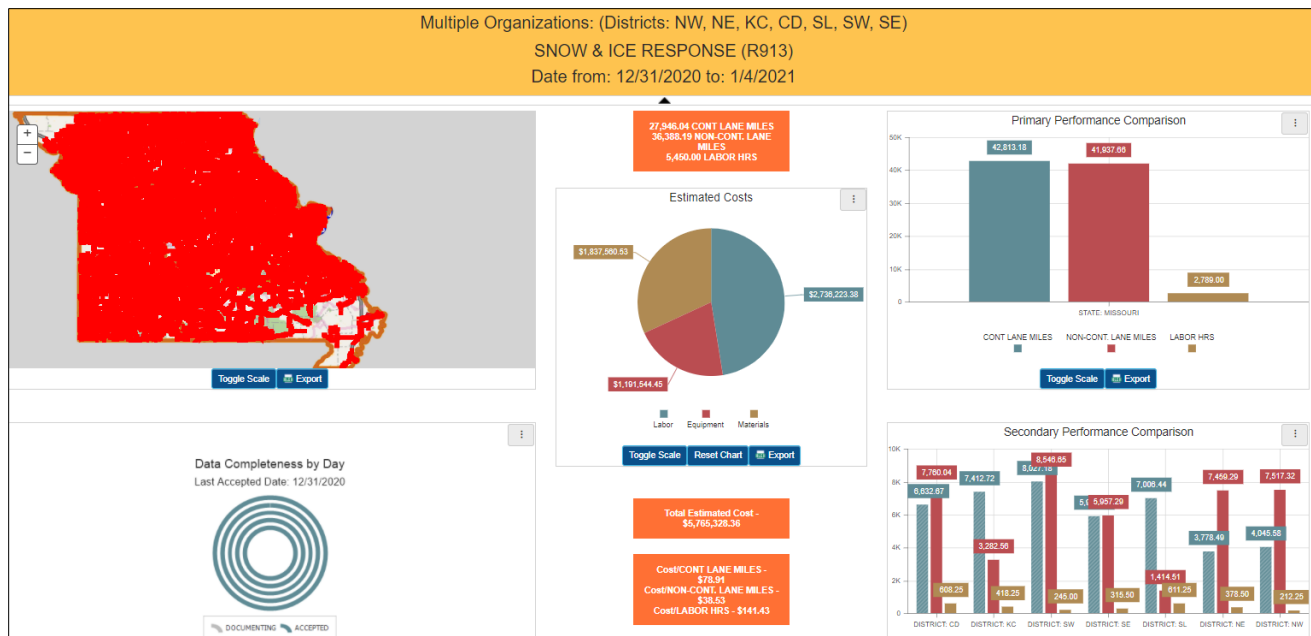 Multiple Organizations: (Districts: NW, NE, KC, CD, SL, SW, SE)
SNOW & ICE RESPONSE (R913)
Date from: 12/31/2020 to: 1/4/2021
+
−
Toggle Scale
Export
27,946.04 CONT LANE MILES
36,388.19 NON-CONT. LANE
MILES
5,450.00 LABOR HRS
Estimated Costs
$1,837,560.53
$2,736,223.38
$1,191,544.45
Labor
Equipment
Materials
Toggle Scale
Reset Chart
Export
Primary Performance Comparison
50K
40K
30K
20K
10K
0
42,813.18
41,937.66
2,789.00
STATE: MISSOURI
CONT LANE MILES
NON-CONT. LANE MILES
LABOR HRS
Toggle Scale
Export
Data Completeness by Day
Last Accepted Date: 12/31/2020
DOCUMENTING
ACCEPTED
Total Estimated Cost -
$5,765,328.36
Cost/CONT LANE MILES -
$78.91
Cost/NON-CONT. LANE MILES -
$38.53
Cost/LABOR HRS - $141.43
Secondary Performance Comparison
8K
6K
4K
2K
0
6,632.67
7,760.04
608.25
7,412.72
3,282.56
418.25
8,027.18
8,546.65
245.00
5,957.29
315.50
7,006.44
1,414.51
611.25
3,778.49
7,459.29
378.50
4,045.58
7,517.32
212.25
DISTRICT: CD
DISTRICT: KC
DISTRICT: SW
DISTRICT: SE
DISTRICT: SL
DISTRICT: NE
DISTRICT: NW